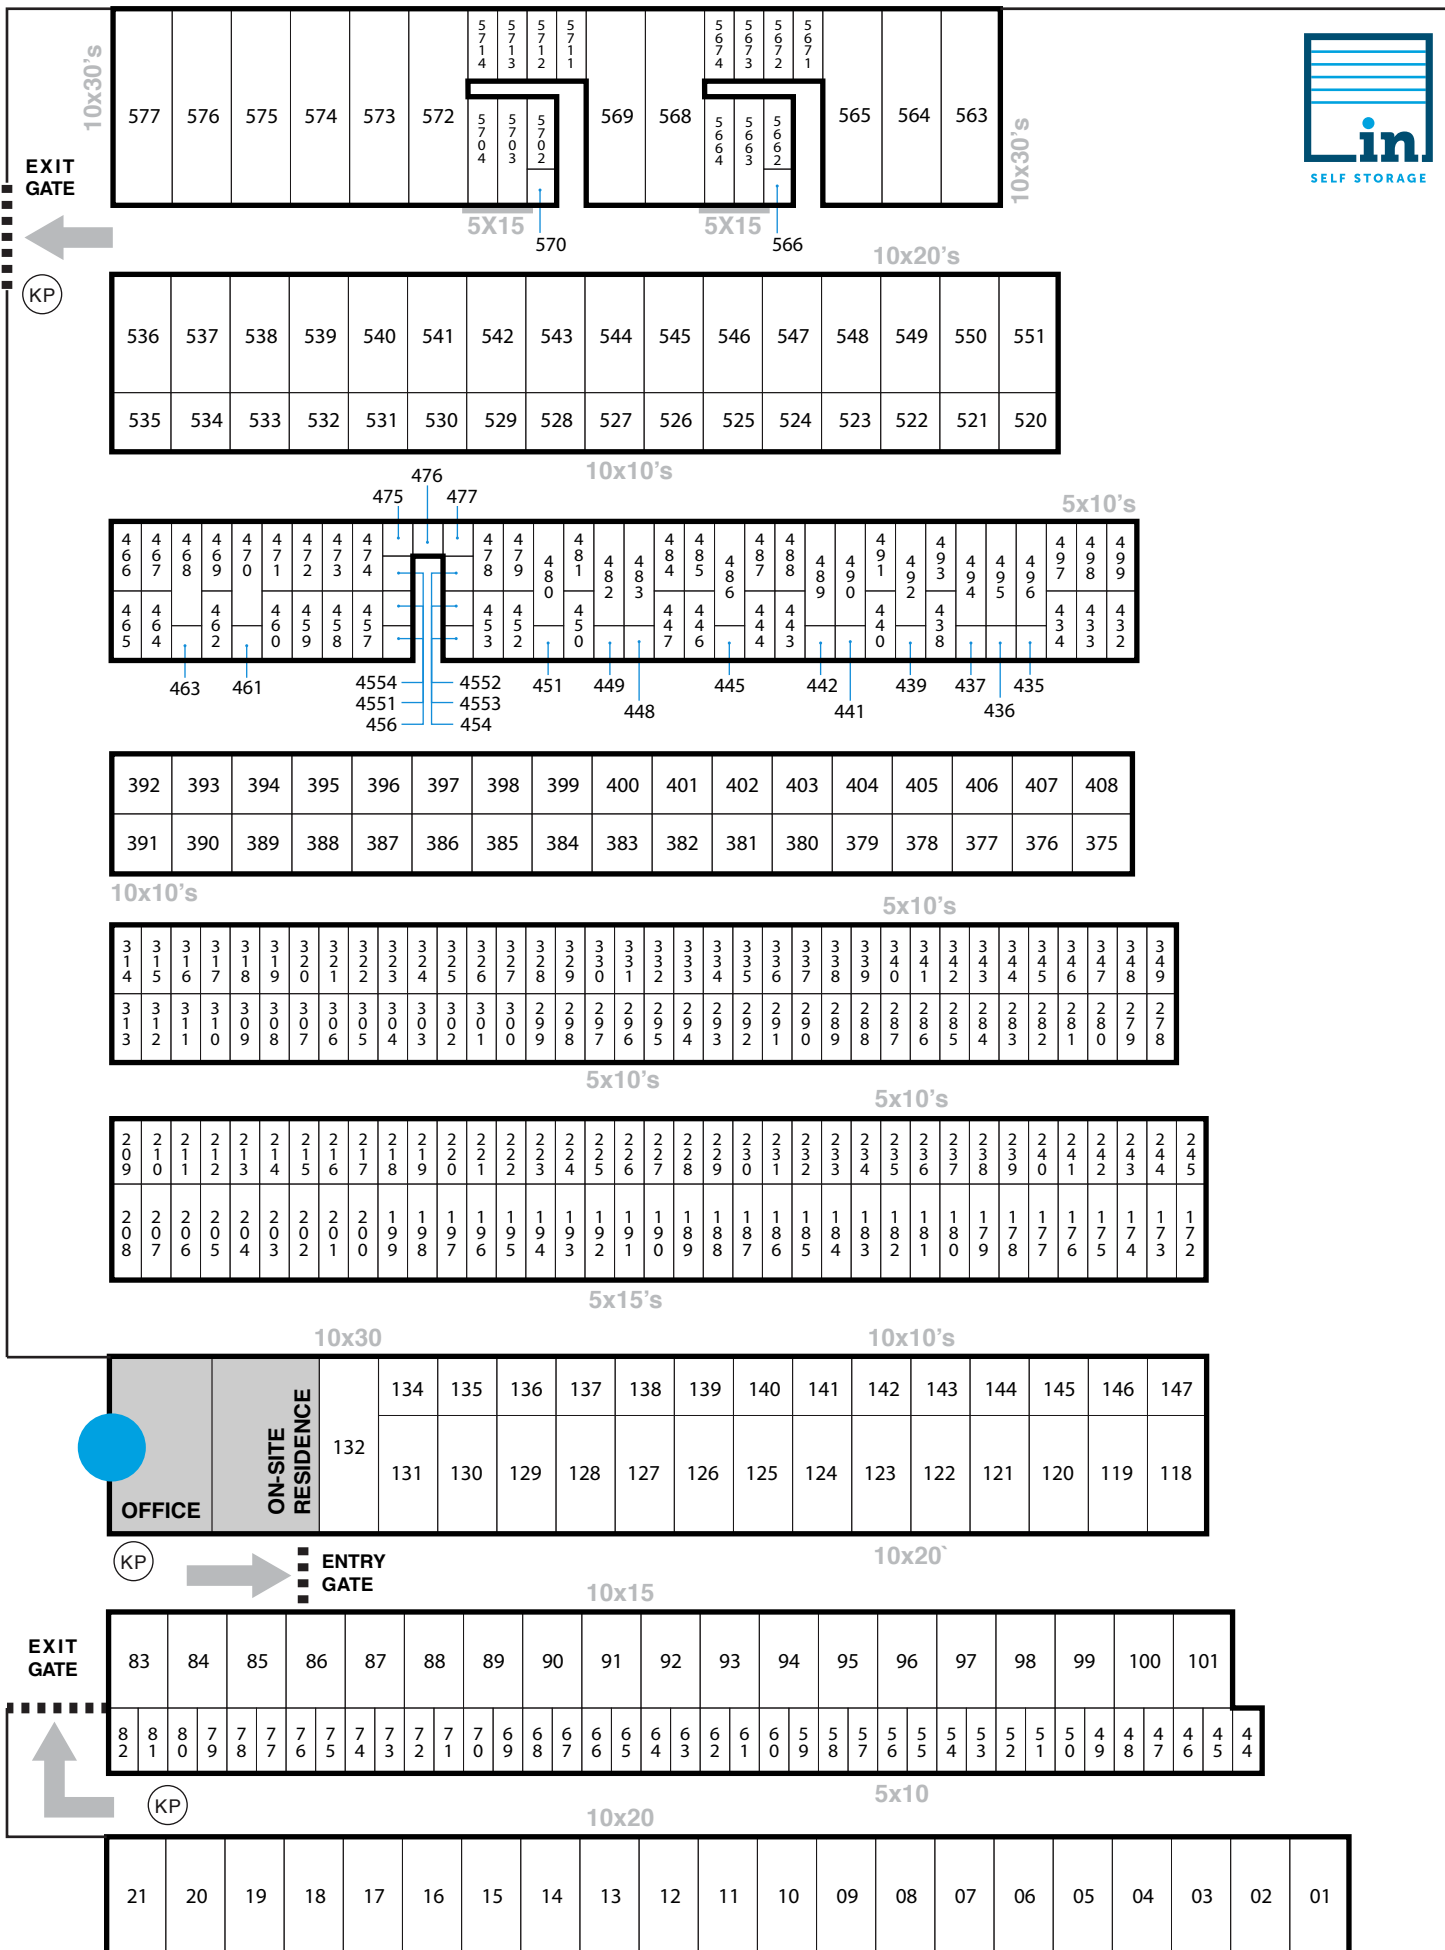 10x30's
577 576 575 574 573 572 5714 5713 5712 5711 569 568 5674 5673 5672 5671 565 564 563
5704 5703 5702 5664 5663 5662
10x30's
in
SELF STORAGE
EXIT
GATE
5X15 570 5X15 566
10x20's
KP
536 537 538 539 540 541 542 543 544 545 546 547 548 549 550 551
535 534 533 532 531 530 529 528 527 526 525 524 523 522 521 520
10x10's
475 476 477
5x10's
466 467 468 469 470 471 472 473 474 478 479 480 481 482 483 484 485 486 487 488 489 490 491 492 493 494 495 496 497 498 499
465 464 462 460 459 458 457 453 452 450 447 446 444 443 440 438 434 433 432
463 461 4554 4552 451 449 445 442 439 437 435
4551 4553 448 441 436
456 454
392 393 394 395 396 397 398 399 400 401 402 403 404 405 406 407 408
391 390 389 388 387 386 385 384 383 382 381 380 379 378 377 376 375
10x10's
5x10's
314 315 316 317 318 319 320 321 322 323 324 325 326 327 328 329 330 331 332 333 334 335 336 337 338 339 340 341 342 343 344 345 346 347 348 349
313 312 311 310 309 308 307 306 305 304 303 302 301 300 299 298 297 296 295 294 293 292 291 290 289 288 287 286 285 284 283 282 281 280 279 278
5x10's
5x10's
209 210 211 212 213 214 215 216 217 218 219 220 221 222 223 224 225 226 227 228 229 230 231 232 233 234 235 236 237 238 239 240 241 242 243 244 245
208 207 206 205 204 203 202 201 200 199 198 197 196 195 194 193 192 191 190 189 188 187 186 185 184 183 182 181 180 179 178 177 176 175 174 173 172
5x15's
10x30 10x10's
OFFICE
ON-SITE
RESIDENCE
132
134 135 136 137 138 139 140 141 142 143 144 145 146 147
131 130 129 128 127 126 125 124 123 122 121 120 119 118
KP
ENTRY
GATE
10x20`
10x15
EXIT
GATE
83 84 85 86 87 88 89 90 91 92 93 94 95 96 97 98 99 100 101
82 81 80 79 78 77 76 75 74 73 72 71 70 69 68 67 66 65 64 63 62 61 60 59 58 57 56 55 54 53 52 51 50 49 48 47 46 45 44
KP
5x10
10x20
21 20 19 18 17 16 15 14 13 12 11 10 09 08 07 06 05 04 03 02 01